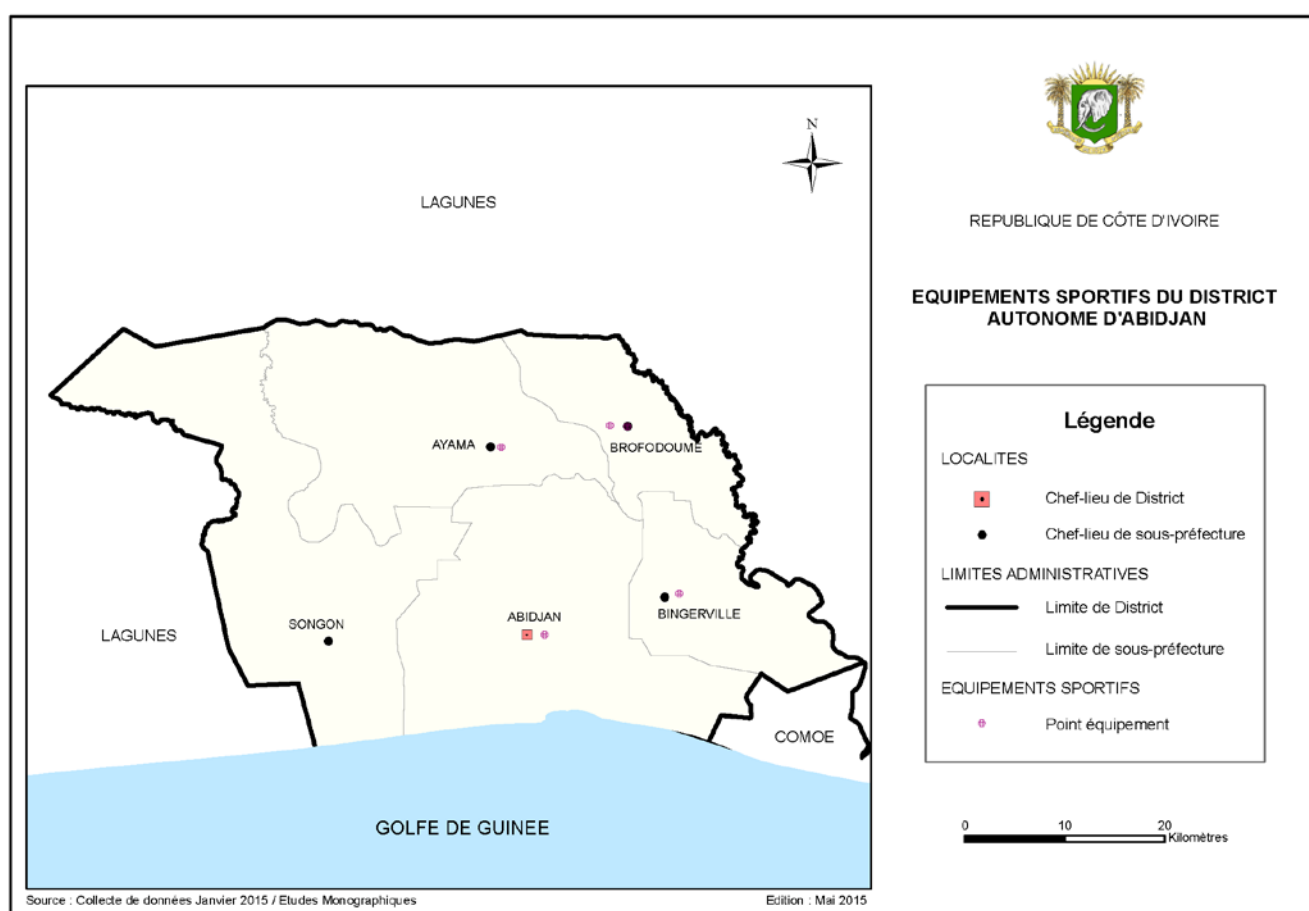 N
LAGUNES
AYAMA
BROFODOUME
LAGUNES
SONGON
ABIDJAN
BINGERVILLE
COMOE
GOLFE DE GUINEE
Source : Collecte de données Janvier 2015 / Etudes Monographiques
Edition : Mai 2015
REPUBLIQUE DE CÔTE D'IVOIRE
EQUIPEMENTS SPORTIFS DU DISTRICT
AUTONOME D'ABIDJAN
Légende
LOCALITES
Chef-lieu de District
Chef-lieu de sous-préfecture
LIMITES ADMINISTRATIVES
Limite de District
Limite de sous-préfecture
EQUIPEMENTS SPORTIFS
Point équipement
0 10 20
Kilomètres